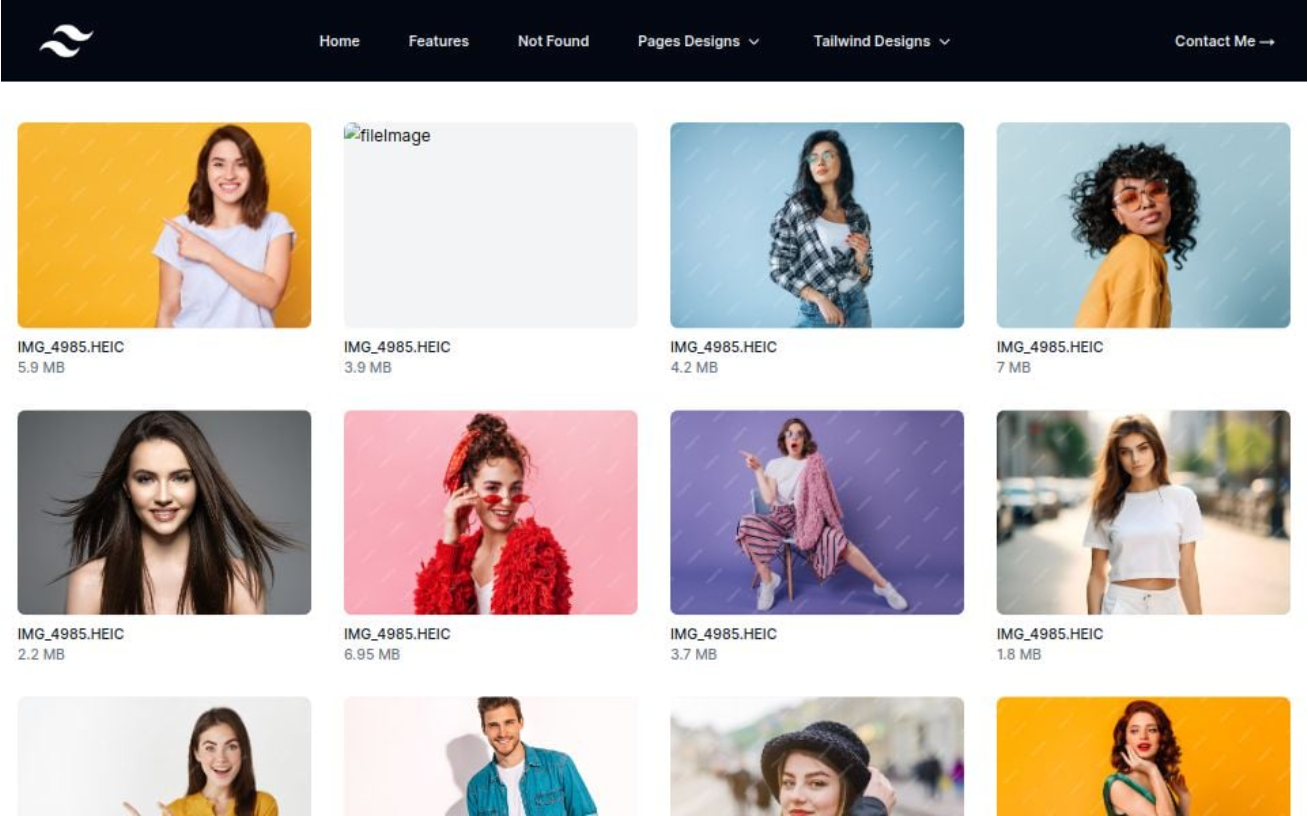 Home
Features
Not Found
Pages Designs
Tailwind Designs
Contact Me →
fileImage
IMG_4985.HEIC
5.9 MB
IMG_4985.HEIC
3.9 MB
IMG_4985.HEIC
4.2 MB
IMG_4985.HEIC
7 MB
IMG_4985.HEIC
2.2 MB
IMG_4985.HEIC
6.95 MB
IMG_4985.HEIC
3.7 MB
IMG_4985.HEIC
1.8 MB